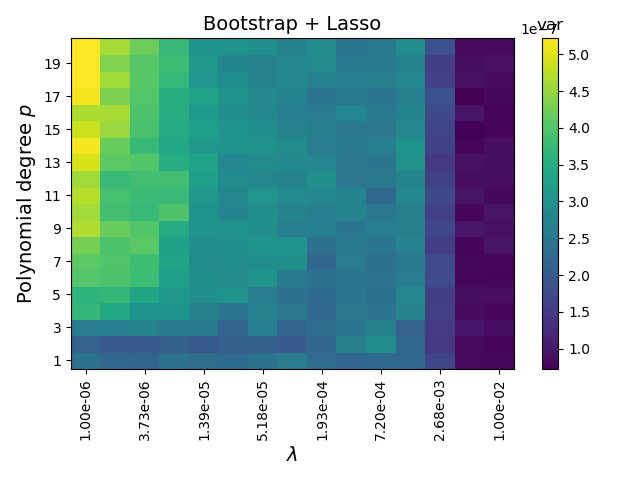 Bootstrap + Lasso
1e−7
var
Polynomial degree p
19
17
15
13
11
9
7
5
3
1
5.0
4.5
4.0
3.5
3.0
2.5
2.0
1.5
1.0
1.00e-06
3.73e-06
1.39e-05
5.18e-05
1.93e-04
7.20e-04
2.68e-03
1.00e-02
λ